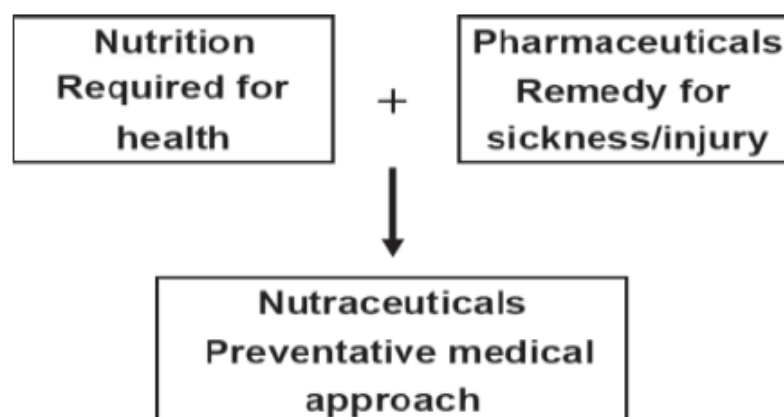 Nutrition
Required for
health
+
Pharmaceuticals
Remedy for
sickness/injury
Nutraceuticals
Preventative medical
approach